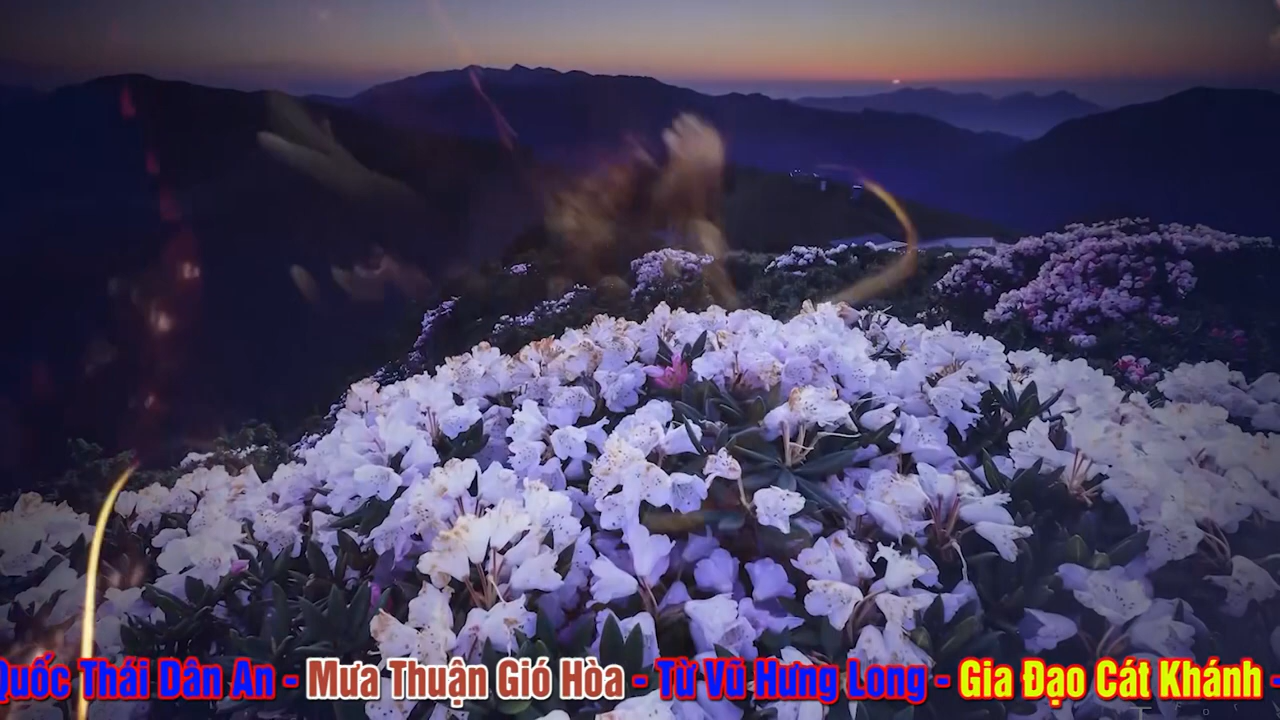 Quốc Thái Dân An - Mưa Thuận Gió Hòa - Từ Vũ Hưng Long - Gia Đạo Cát Khánh -